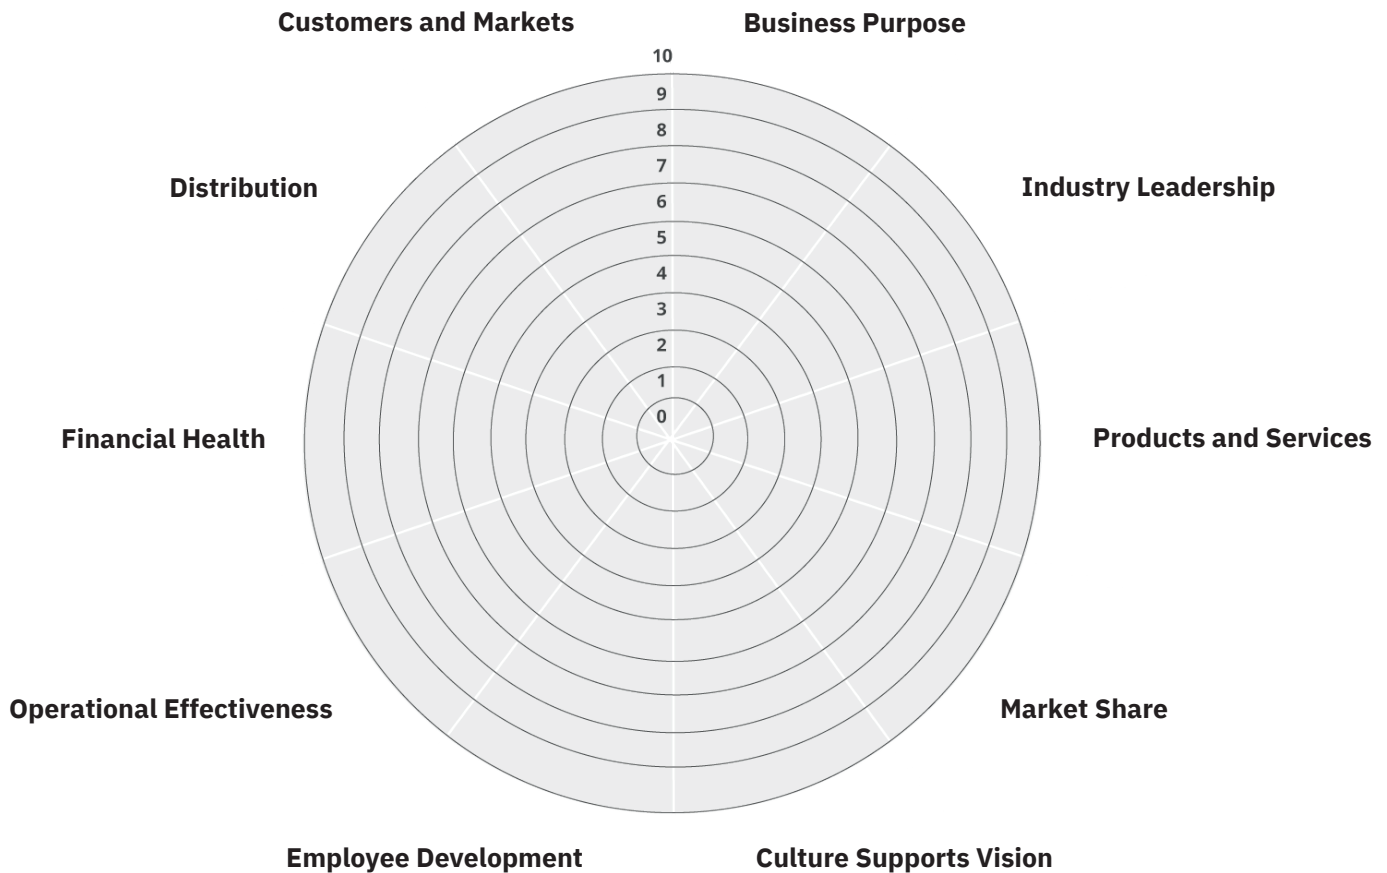 Customers and Markets
Business Purpose
10
9
8
7
6
5
4
3
2
1
0
Distribution
Industry Leadership
Financial Health
Products and Services
Operational Effectiveness
Market Share
Employee Development
Culture Supports Vision